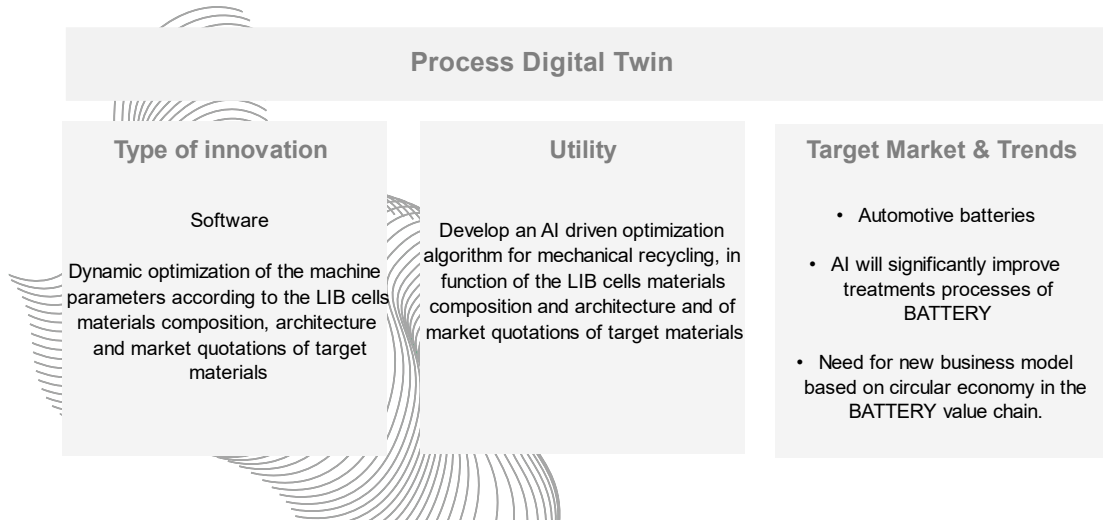 Process Digital Twin
Type of innovation
Software
Dynamic optimization of the machine
parameters according to the LIB cells
materials composition, architecture
and market quotations of target
materials
Utility
Develop an AI driven optimization
algorithm for mechanical recycling, in
function of the LIB cells materials
composition and architecture and of
market quotations of target materials
Target Market & Trends
• Automotive batteries
• AI will significantly improve
treatments processes of
BATTERY
• Need for new business model
based on circular economy in the
BATTERY value chain.